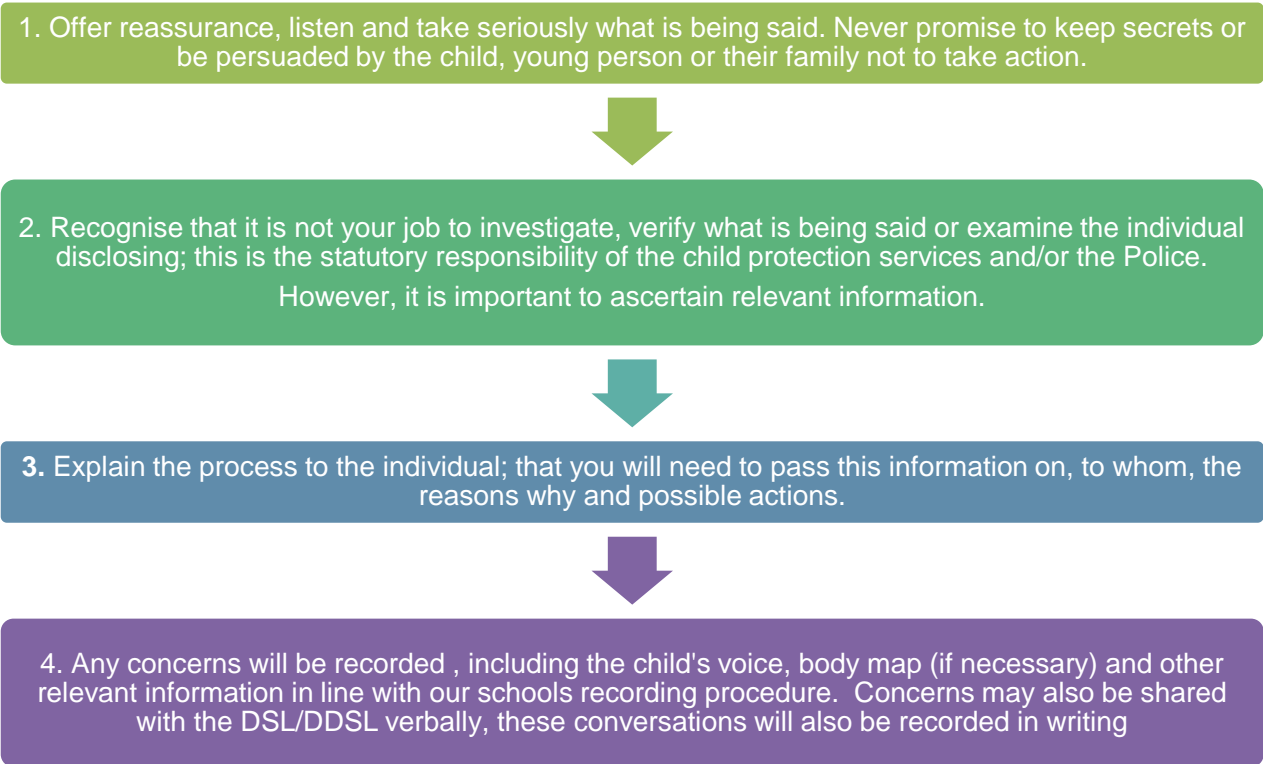 1. Offer reassurance, listen and take seriously what is being said. Never promise to keep secrets or
be persuaded by the child, young person or their family not to take action.
2. Recognise that it is not your job to investigate, verify what is being said or examine the individual
disclosing; this is the statutory responsibility of the child protection services and/or the Police.
However, it is important to ascertain relevant information.
3. Explain the process to the individual; that you will need to pass this information on, to whom, the
reasons why and possible actions.
4. Any concerns will be recorded , including the child's voice, body map (if necessary) and other
relevant information in line with our schools recording procedure.  Concerns may also be shared
with the DSL/DDSL verbally, these conversations will also be recorded in writing